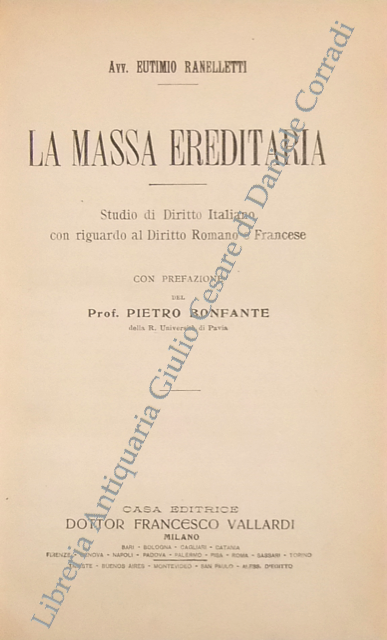 Avv. EUTIMIO RANELLETTI
LA MASSA EREDITARIA
Studio di Diritto Italiano
con riguardo al Diritto Romano e Francese
CON PREFAZIONE
DEL
Prof. PIETRO BONFANTE
della R. Università di Pavia
CASA EDITRICE
DOTTOR FRANCESCO VALLARDI
MILANO
BARI - BOLOGNA - CAGLIARI - CATANIA
FIRENZE - GENOVA - NAPOLI - PADOVA - PALERMO - PISA - ROMA - SASSARI - TORINO
TRIESTE - BUENOS AIRES - MONTEVIDEO - SAN PAULO - ALESS. D'EGITTO
Libreria Antiquaria Giulio Cesare di Daniele Corradi